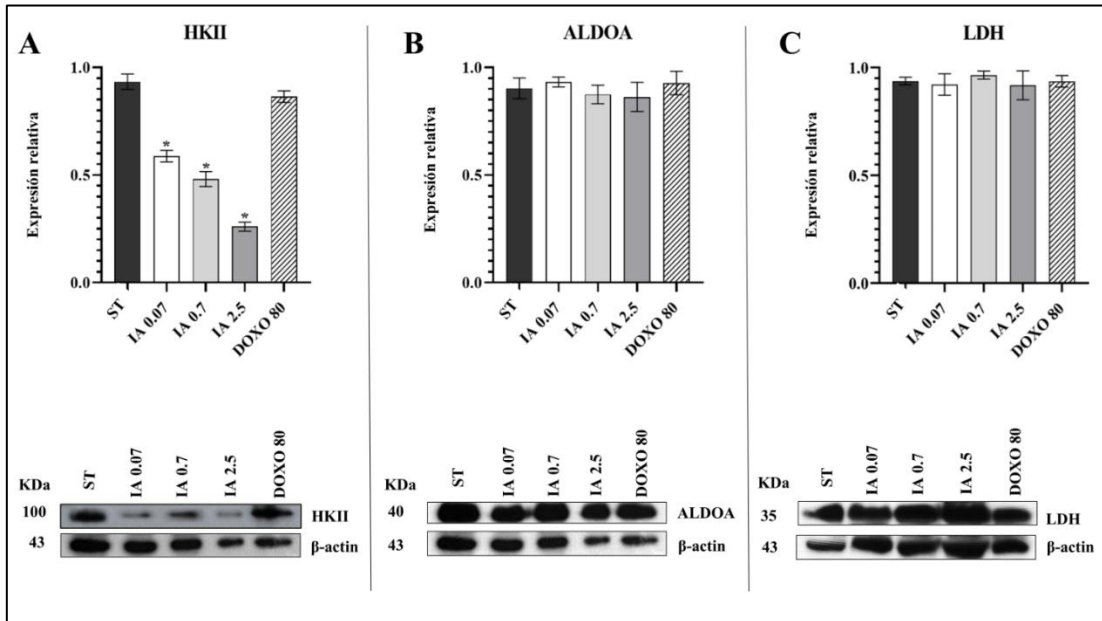 A
HKII
Expresión relativa
1.0
0.5
0.0
*
*
*
ST
IA 0.07
IA 0.7
IA 2.5
DOXO 80
KDa
ST
IA 0.07
IA 0.7
IA 2.5
DOXO 80
100
HKII
43
β-actin
B
ALDOA
Expresión relativa
1.0
0.5
0.0
ST
IA 0.07
IA 0.7
IA 2.5
DOXO 80
KDa
ST
IA 0.07
IA 0.7
IA 2.5
DOXO 80
40
ALDOA
43
β-actin
C
LDH
Expresión relativa
1.0
0.5
0.0
ST
IA 0.07
IA 0.7
IA 2.5
DOXO 80
KDa
ST
IA 0.07
IA 0.7
IA 2.5
DOXO 80
35
LDH
43
β-actin